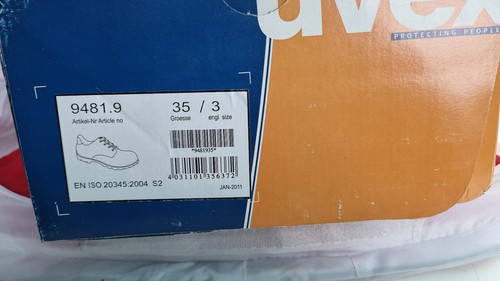 uvex
PROTECTING PEOPLE
9481.9
35 / 3
Artikel-Nr Article no
Groesse
engl size
*9481935*
4 031101 356372
EN ISO 20345:2004 S2
JAN-2011